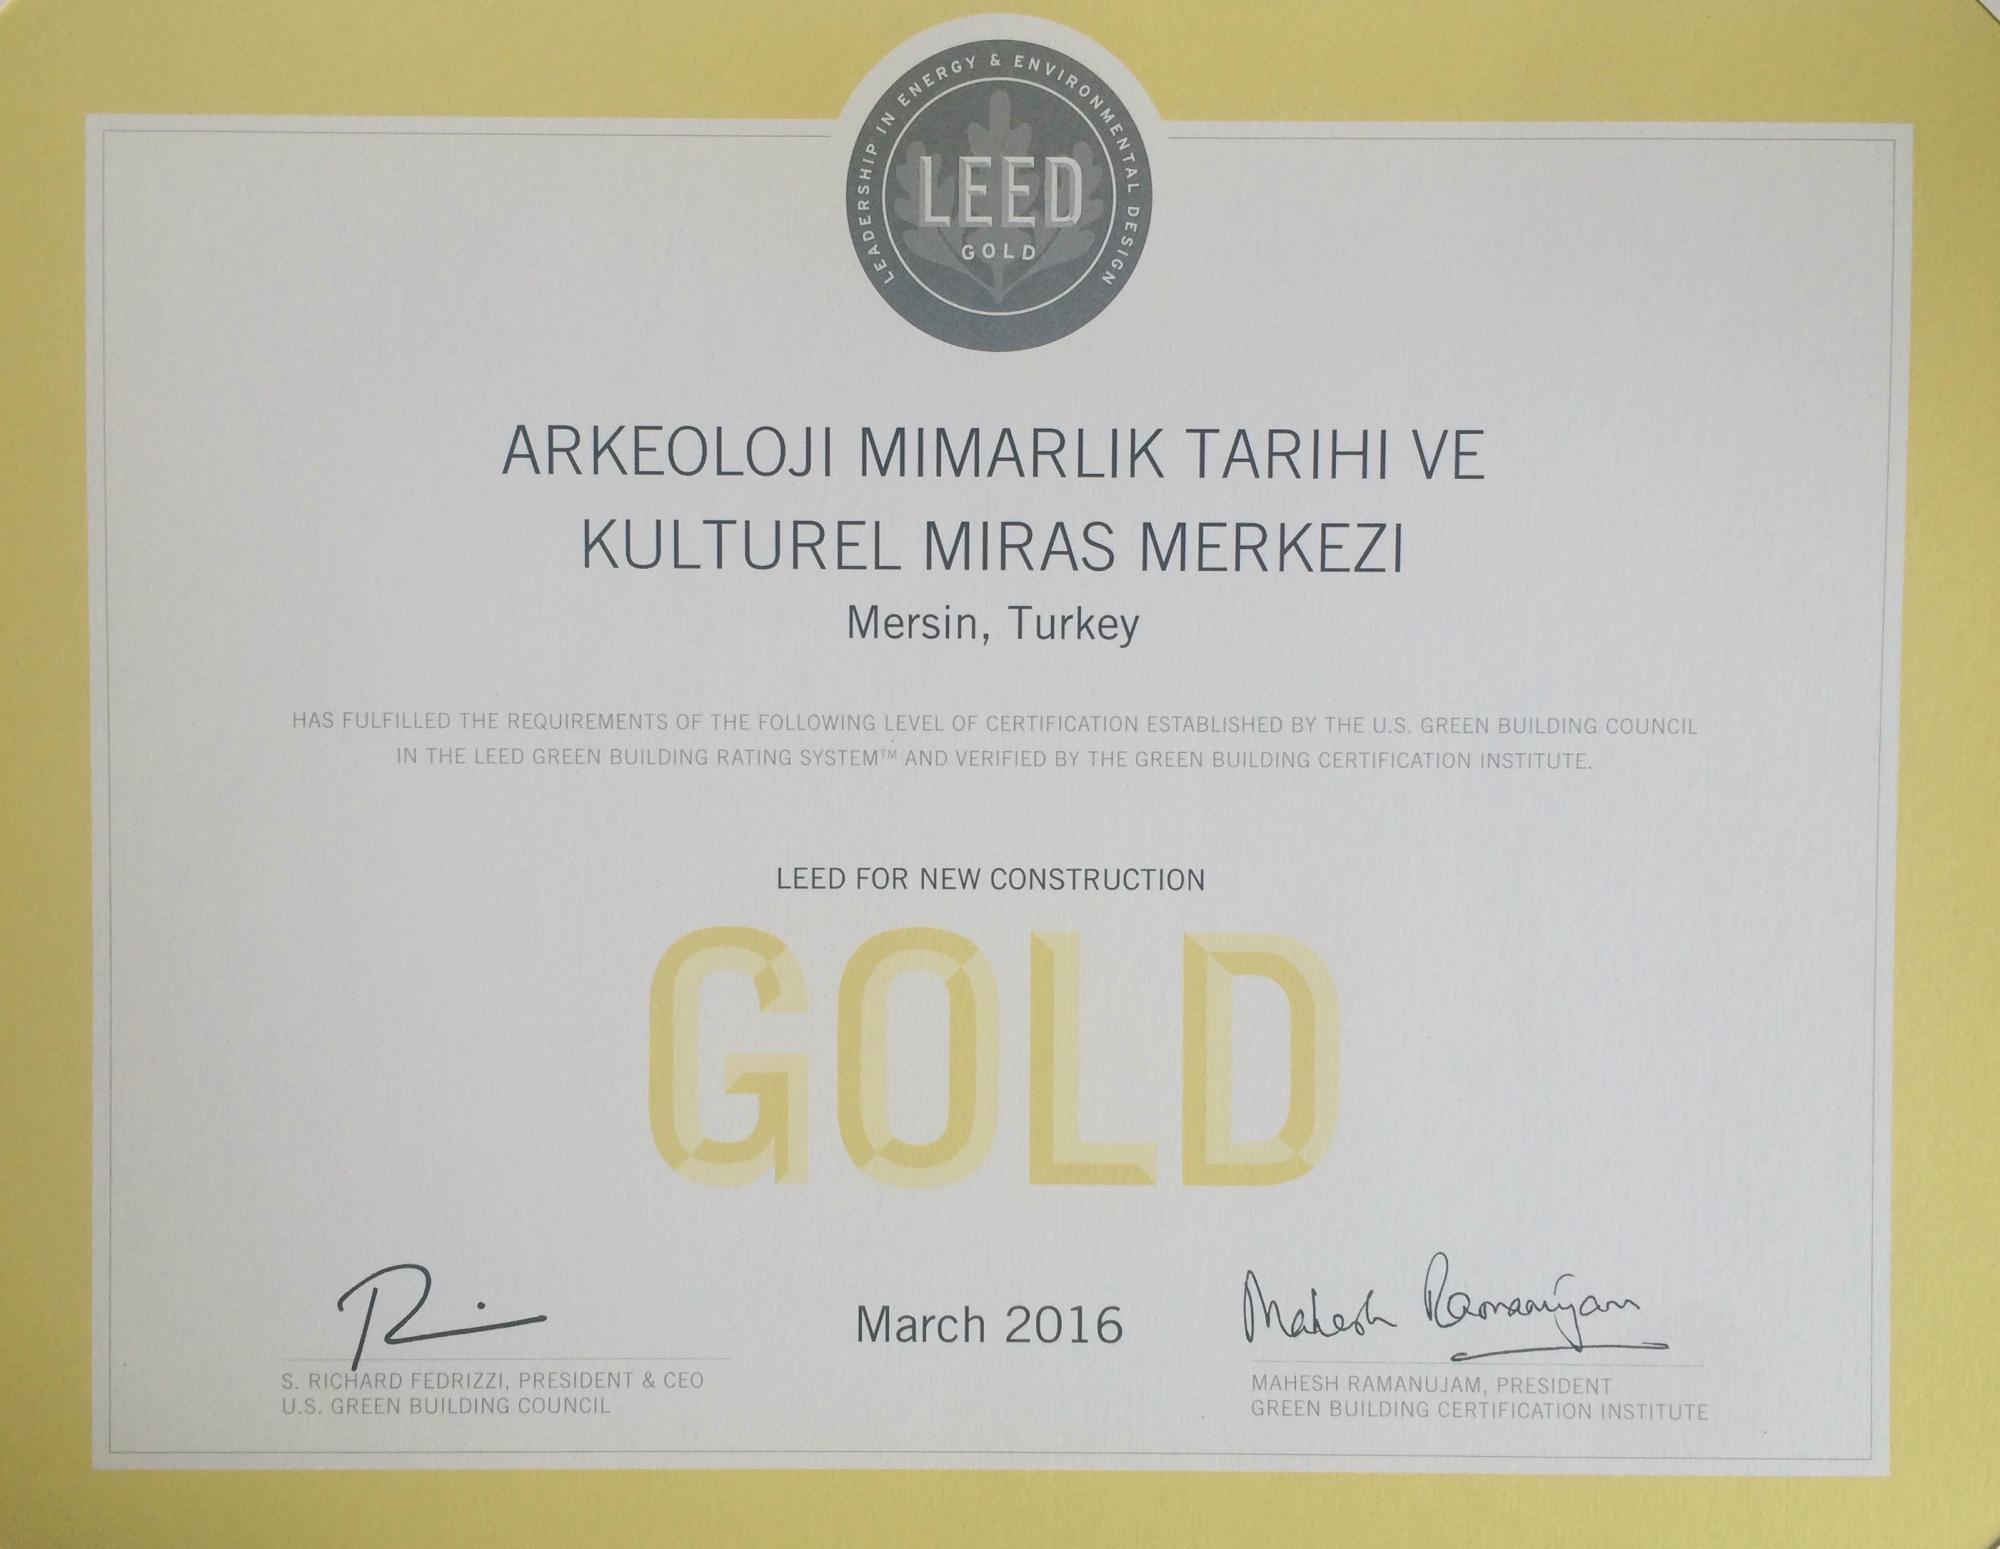 LEADERSHIP IN ENERGY & ENVIRONMENTAL DESIGN
LEED
GOLD
ARKEOLOJI MIMARLIK TARIHI VE
KULTUREL MIRAS MERKEZI
Mersin, Turkey
HAS FULFILLED THE REQUIREMENTS OF THE FOLLOWING LEVEL OF CERTIFICATION ESTABLISHED BY THE U.S. GREEN BUILDING COUNCIL
IN THE LEED GREEN BUILDING RATING SYSTEM™ AND VERIFIED BY THE GREEN BUILDING CERTIFICATION INSTITUTE.
LEED FOR NEW CONSTRUCTION
GOLD
March 2016
Mahesh Ramanujam
S. RICHARD FEDRIZZI, PRESIDENT & CEO
U.S. GREEN BUILDING COUNCIL
MAHESH RAMANUJAM, PRESIDENT
GREEN BUILDING CERTIFICATION INSTITUTE